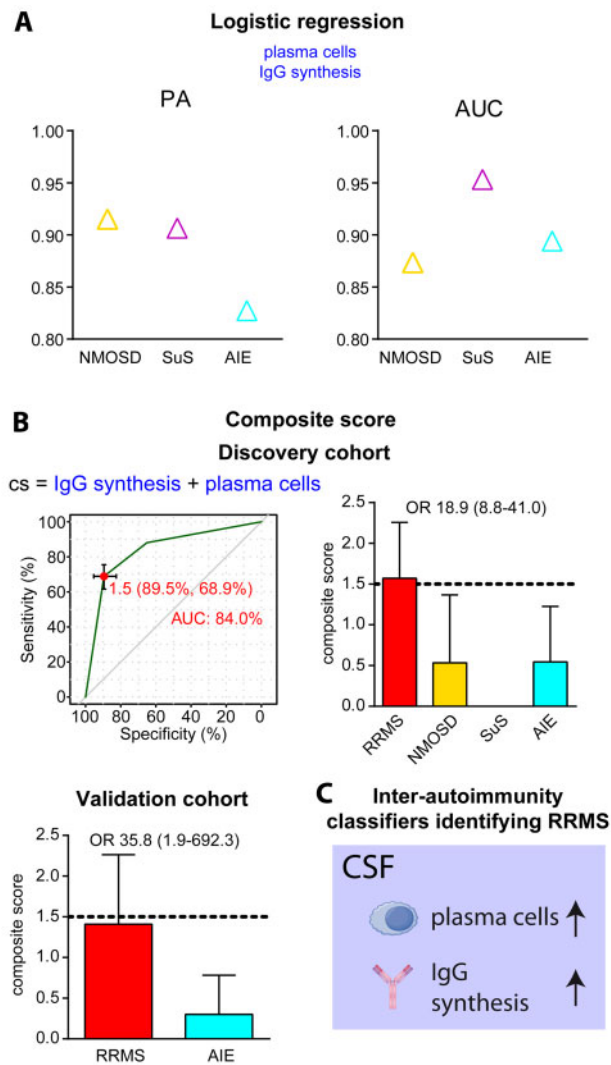 A
Logistic regression
plasma cells
IgG synthesis
PA
1.00
0.95
0.90
0.85
0.80
NMOSD
SuS
AIE
AUC
1.00
0.95
0.90
0.85
0.80
NMOSD
SuS
AIE
B
Composite score
Discovery cohort
cs = IgG synthesis + plasma cells
Sensitivity (%)
100
80
60
40
20
0
1.5 (89.5%, 68.9%)
AUC: 84.0%
100 80 60 40 20 0
Specificity (%)
composite score
2.5
2.0
1.5
1.0
0.5
0.0
OR 18.9 (8.8-41.0)
RRMS
NMOSD
SuS
AIE
Validation cohort
composite score
2.5
2.0
1.5
1.0
0.5
0.0
OR 35.8 (1.9-692.3)
RRMS
AIE
C
Inter-autoimmunity
classifiers identifying RRMS
CSF
plasma cells
IgG
synthesis